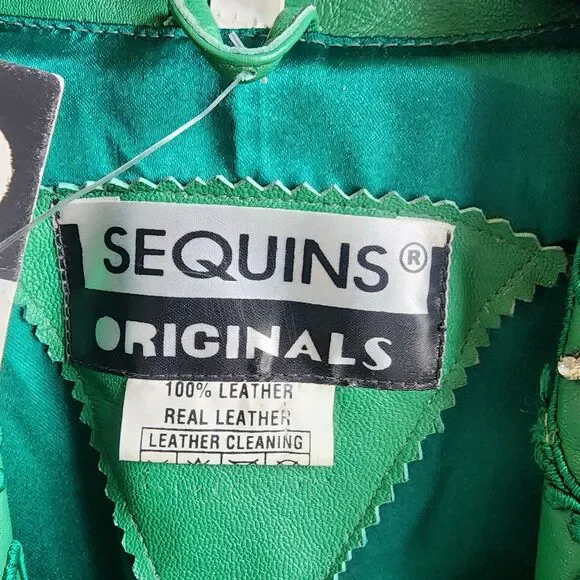 SEQUINS®
ORIGINALS
100% LEATHER
REAL LEATHER
LEATHER CLEANING